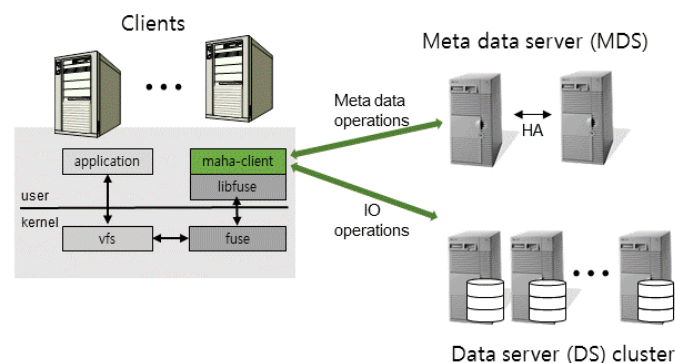 Clients
Meta data server (MDS)
Meta data
operations
HA
application
maha-client
libfuse
user
kernel
IO
operations
vfs
fuse
Data server (DS) cluster